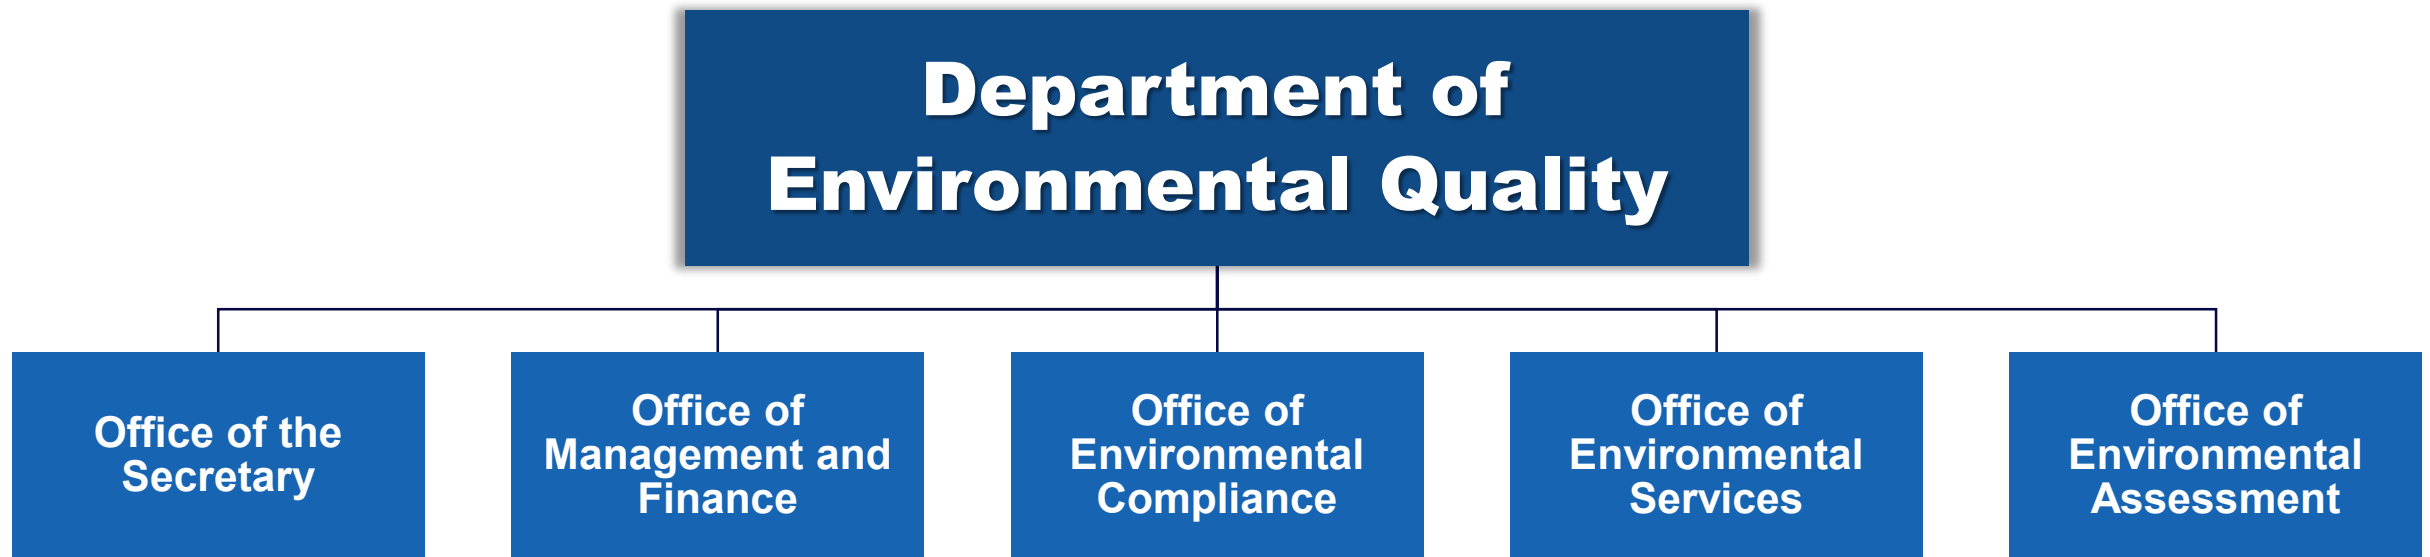 Department of
Environmental Quality
Office of the
Secretary
Office of
Management and
Finance
Office of
Environmental
Compliance
Office of
Environmental
Services
Office of
Environmental
Assessment